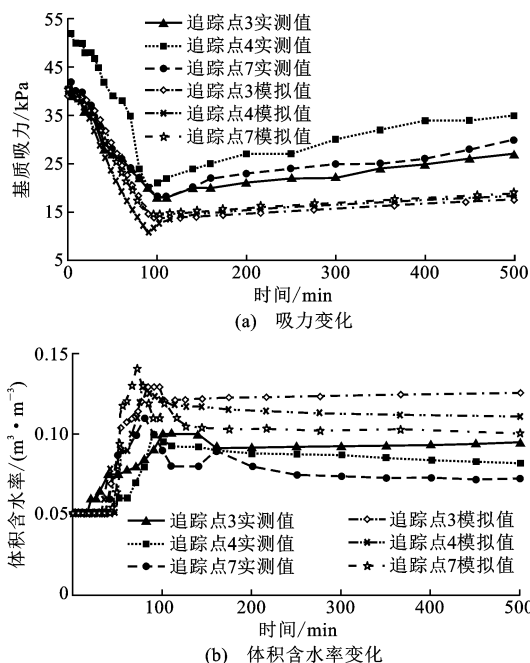 55
45
35
25
15
5
基质吸力/kPa
追踪点3实测值
追踪点4实测值
追踪点7实测值
追踪点3模拟值
追踪点4模拟值
追踪点7模拟值
0 100 200 300 400 500
时间/min
(a) 吸力变化
0.15
0.10
0.05
0
体积含水率/(m³·m⁻³)
追踪点3实测值
追踪点4实测值
追踪点7实测值
追踪点3模拟值
追踪点4模拟值
追踪点7模拟值
100 200 300 400 500
时间/min
(b) 体积含水率变化